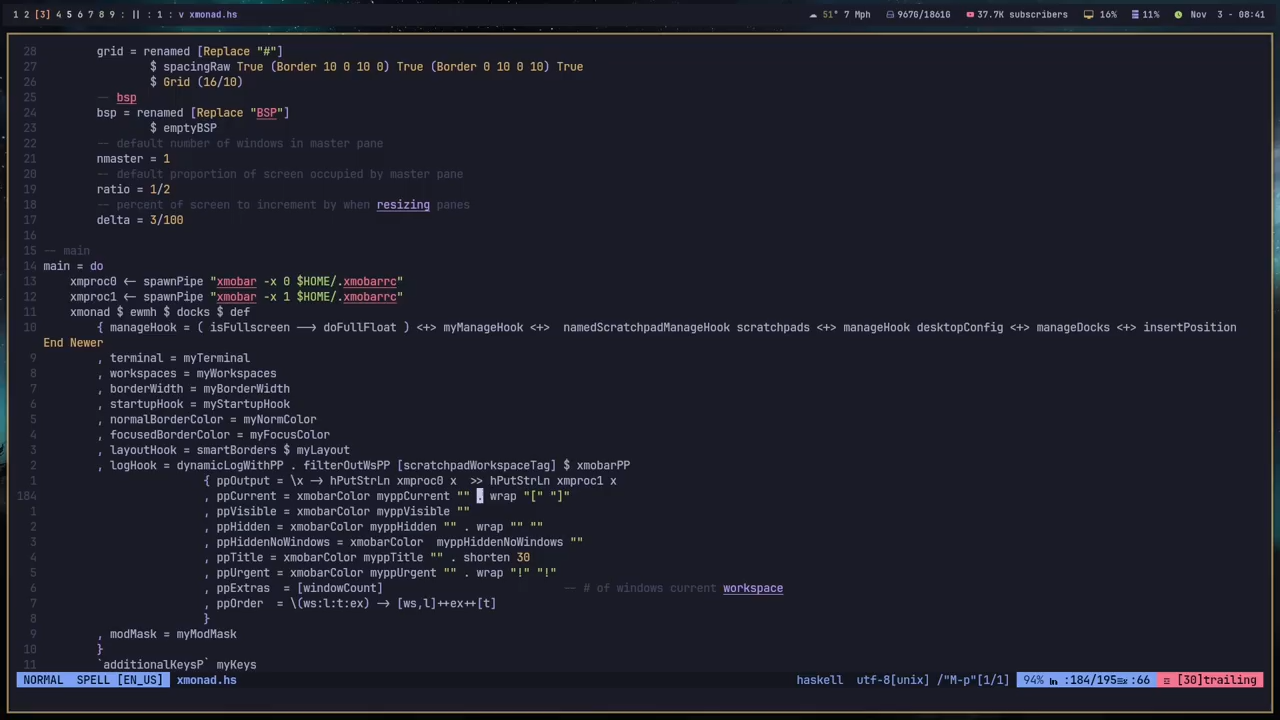 1 2 [3] 4 5 6 7 8 9 : || : 1 : v xmonad.hs 51° 7 Mph 967G/1861G 37.7K subscribers 16% 11% Nov 3 - 08:41
28 grid = renamed [Replace "#"]
27 $ spacingRaw True (Border 10 0 10 0) True (Border 0 10 0 10) True
26 $ Grid (16/10)
25 -- bsp
24 bsp = renamed [Replace "BSP"]
23 $ emptyBSP
22 -- default number of windows in master pane
21 nmaster = 1
20 -- default proportion of screen occupied by master pane
19 ratio = 1/2
18 -- percent of screen to increment by when resizing panes
17 delta = 3/100
16
15 -- main
14 main = do
13 xmproc0 <- spawnPipe "xmobar -x 0 $HOME/.xmobarrc"
12 xmproc1 <- spawnPipe "xmobar -x 1 $HOME/.xmobarrc"
11 xmonad $ ewmh $ docks $ def
10 { manageHook = ( isFullscreen --> doFullFloat ) <+> myManageHook <+> namedScratchpadManageHook scratchpads <+> manageHook desktopConfig <+> manageDocks <+> insertPosition
End Newer
9 , terminal = myTerminal
8 , workspaces = myWorkspaces
7 , borderWidth = myBorderWidth
6 , startupHook = myStartupHook
5 , normalBorderColor = myNormColor
4 , focusedBorderColor = myFocusColor
3 , layoutHook = smartBorders $ myLayout
2 , logHook = dynamicLogWithPP . filterOutWsPP [scratchpadWorkspaceTag] $ xmobarPP
1 { ppOutput = \x -> hPutStrLn xmproc0 x >> hPutStrLn xmproc1 x
184 , ppCurrent = xmobarColor myppCurrent "" . wrap "[" "]"
1 , ppVisible = xmobarColor myppVisible ""
2 , ppHidden = xmobarColor myppHidden "" . wrap "" ""
3 , ppHiddenNoWindows = xmobarColor myppHiddenNoWindows ""
4 , ppTitle = xmobarColor myppTitle "" . shorten 30
5 , ppUrgent = xmobarColor myppUrgent "" . wrap "!" "!"
6 , ppExtras = [windowCount] -- # of windows current workspace
7 , ppOrder = \(ws:l:t:ex) -> [ws,l]++ex++[t]
8 }
9 , modMask = myModMask
10 }
11 `additionalKeysP` myKeys
NORMAL SPELL [EN_US] xmonad.hs haskell utf-8[unix] /"M-p"[1/1] 94% ㏑ :184/195≡℅:66 Ξ [30]trailing